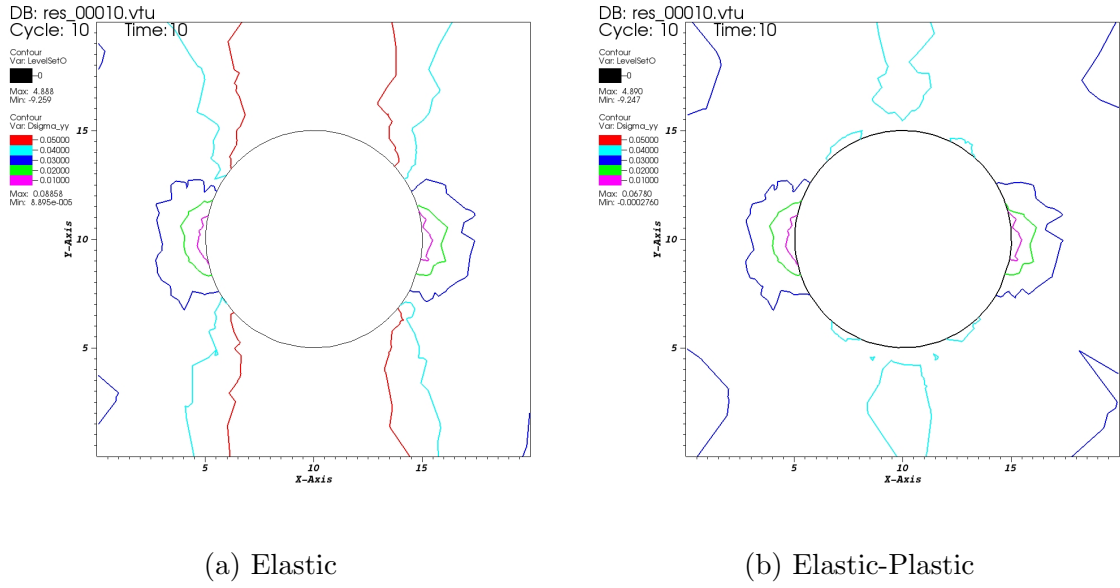 DB: res_00010.vtu
Cycle: 10 Time:10
Contour
Var: LevelSet0
0
Max: 4.888
Min: -9.259
Contour
Var: Dsigma_yy
0.05000
0.04000
0.03000
0.02000
0.01000
Max: 0.08858
Min: 8.895e-005
15
10
5
Y-Axis
5 10 15
X-Axis
(a) Elastic
DB: res_00010.vtu
Cycle: 10 Time:10
Contour
Var: LevelSet0
0
Max: 4.890
Min: -9.247
Contour
Var: Dsigma_yy
0.05000
0.04000
0.03000
0.02000
0.01000
Max: 0.06780
Min: -0.0002760
15
10
5
Y-Axis
5 10 15
X-Axis
(b) Elastic-Plastic